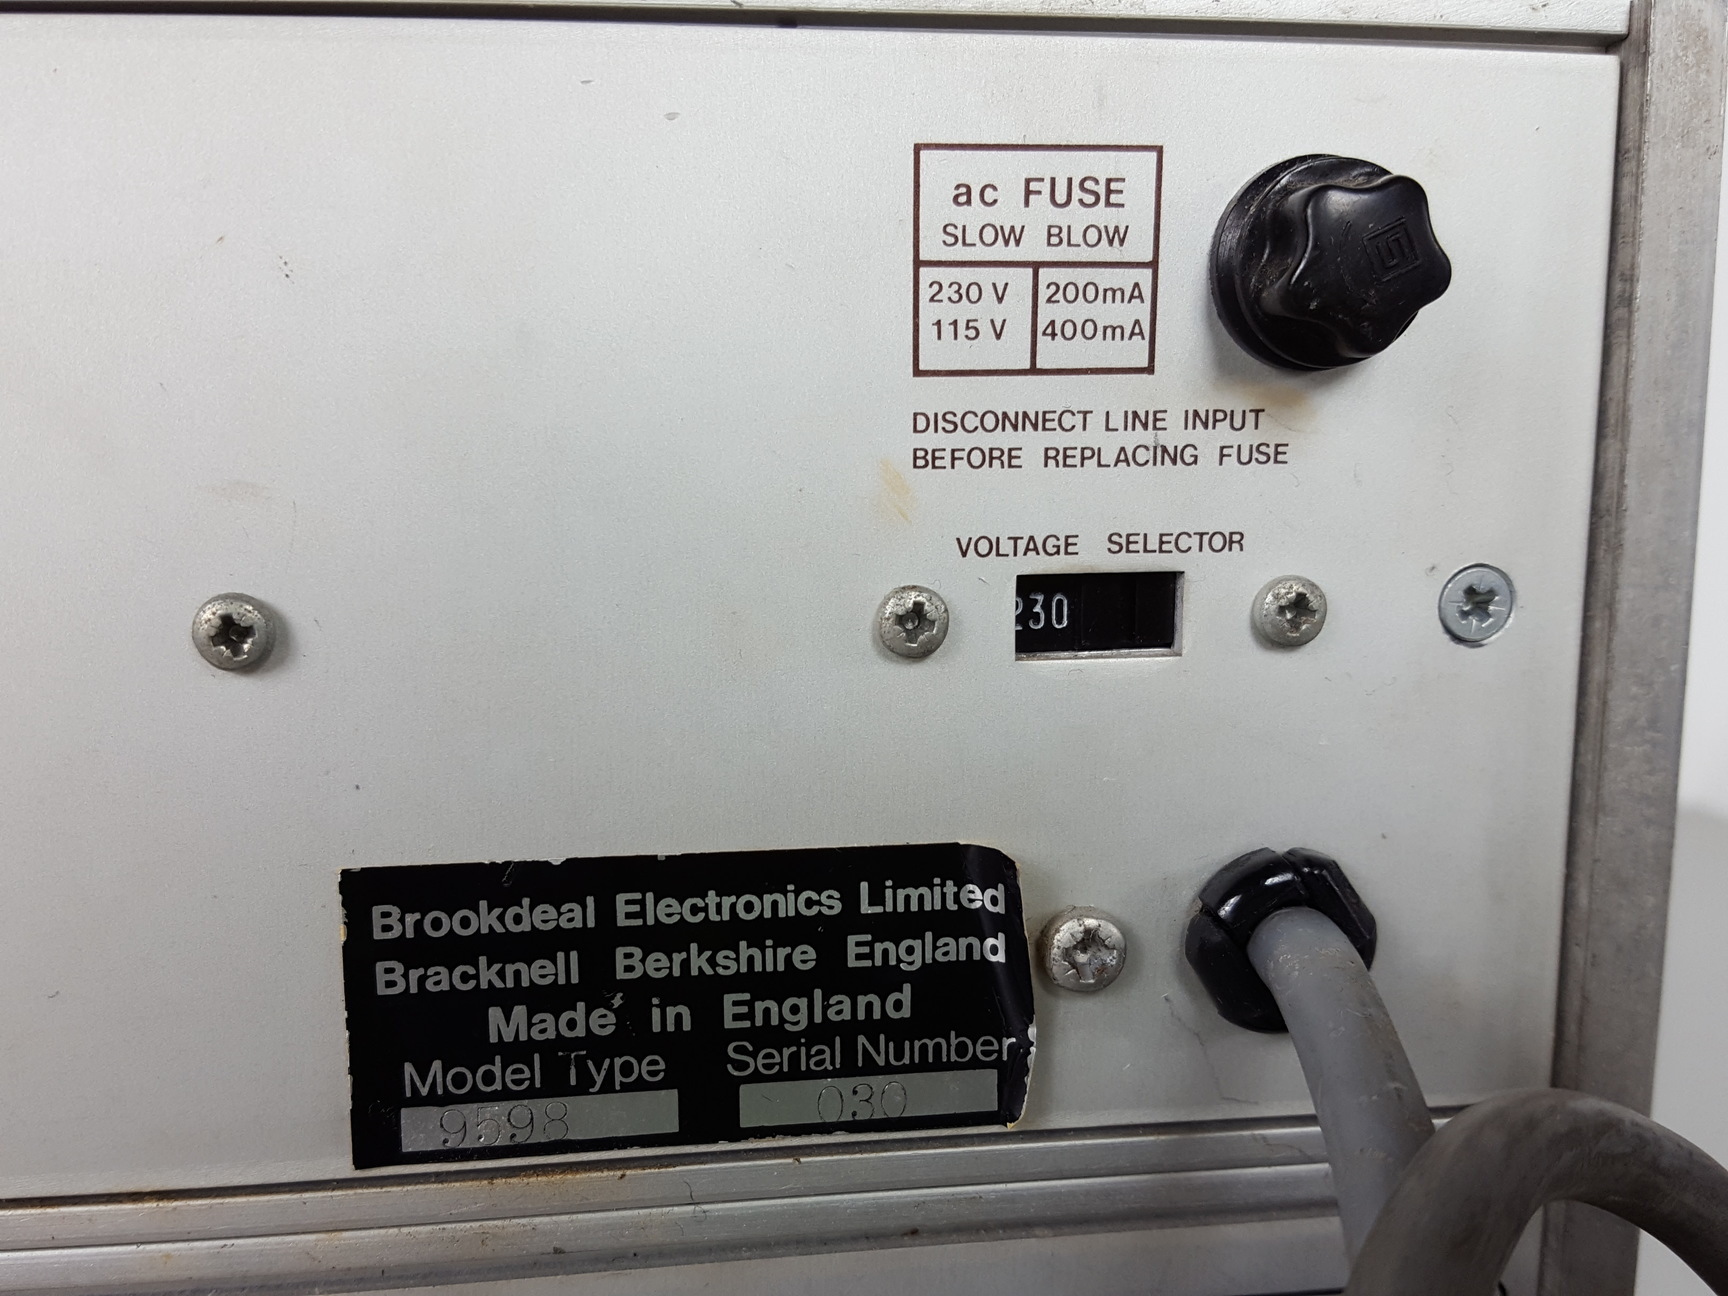 ac FUSE
SLOW BLOW
230 V 200mA
115 V 400mA
DISCONNECT LINE INPUT
BEFORE REPLACING FUSE
VOLTAGE SELECTOR
230
Brookdeal Electronics Limited
Bracknell Berkshire England
Made in England
Model Type Serial Number
9598 030